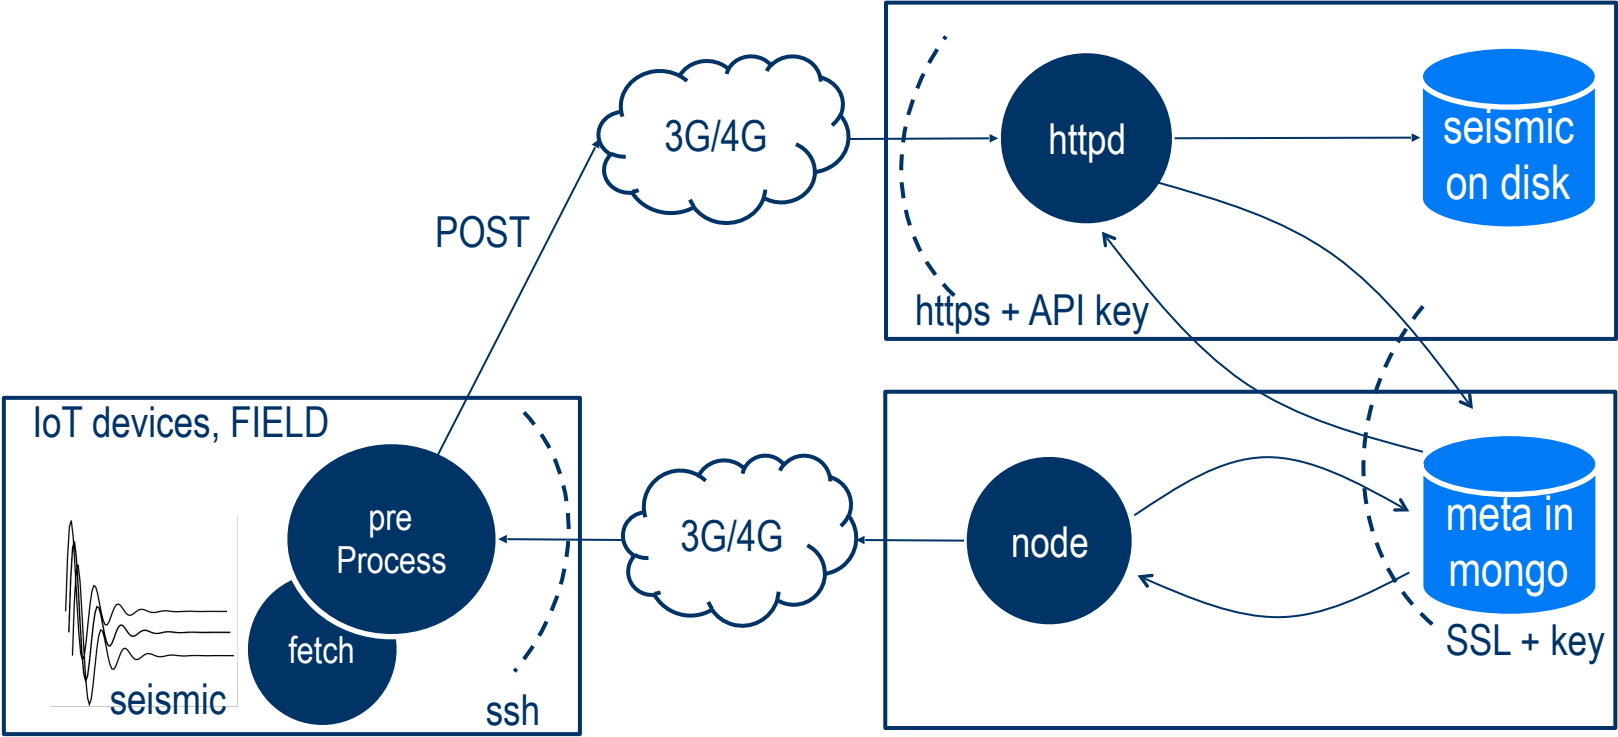 3G/4G
httpd
seismic
on disk
POST
https + API key
IoT devices, FIELD
pre
Process
fetch
seismic
ssh
3G/4G
node
meta in
mongo
SSL + key